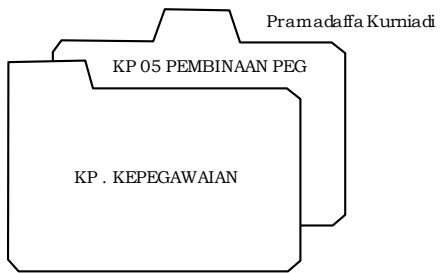 Pramadaffa Kurniadi
KP 05 PEMBINAAN PEG
KP . KEPEGAWAIAN